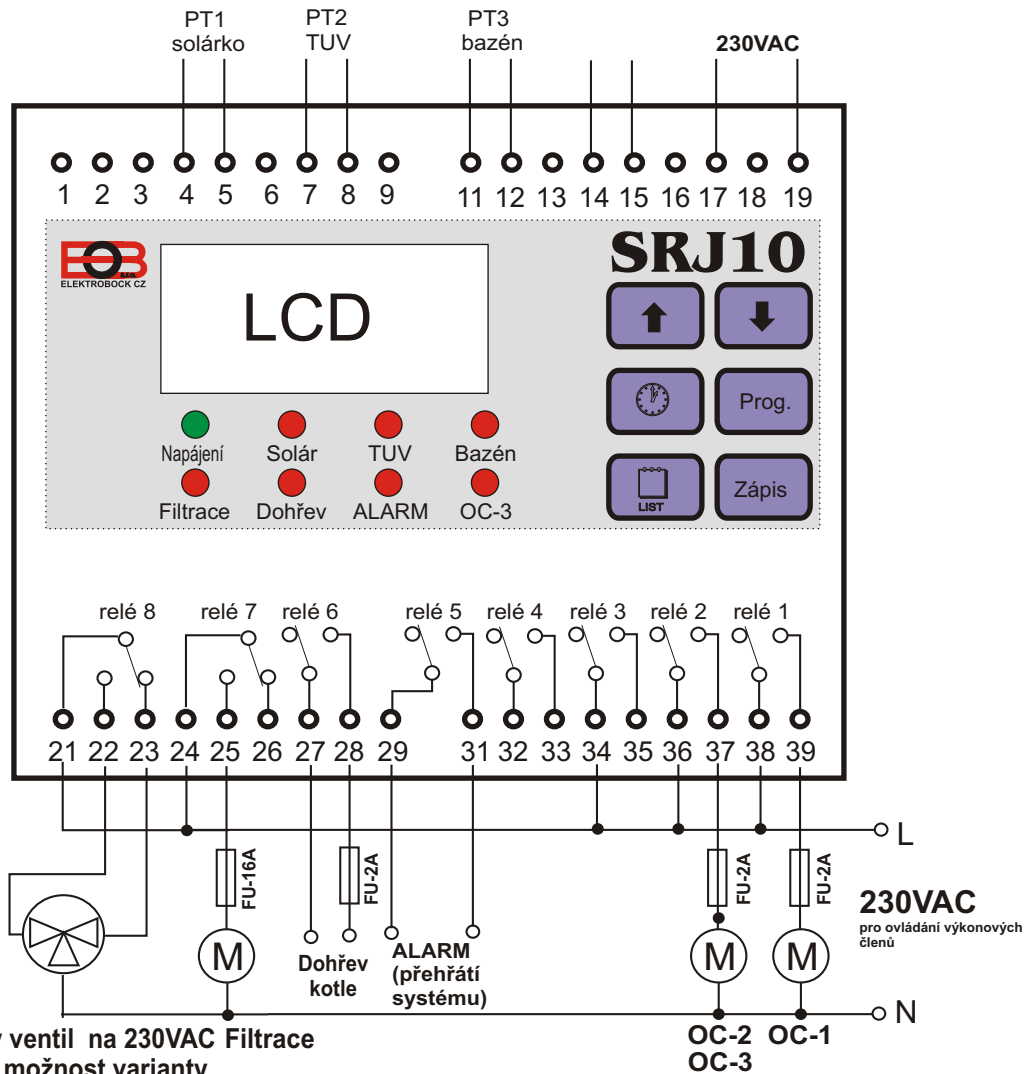 PT1 PT2 PT3
solárko TUV bazén 230VAC
1 2 3 4 5 6 7 8 9 11 12 13 14 15 16 17 18 19
EOB
s.r.o.
ELEKTROBOCK CZ
SRJ10
LCD
Prog.
Napájení Solár TUV Bazén
LIST
Zápis
Filtrace Dohřev ALARM OC-3
relé 8 relé 7 relé 6 relé 5 relé 4 relé 3 relé 2 relé 1
21 22 23 24 25 26 27 28 29 31 32 33 34 35 36 37 38 39
L
FU-16A FU-2A FU-2A FU-2A
230VAC
pro ovládání výkonových
členů
M M M
Dohřev
kotle
ALARM
(přehřátí
systému)
N
ventil na 230VAC Filtrace
možnost varianty
OC-2 OC-1
OC-3